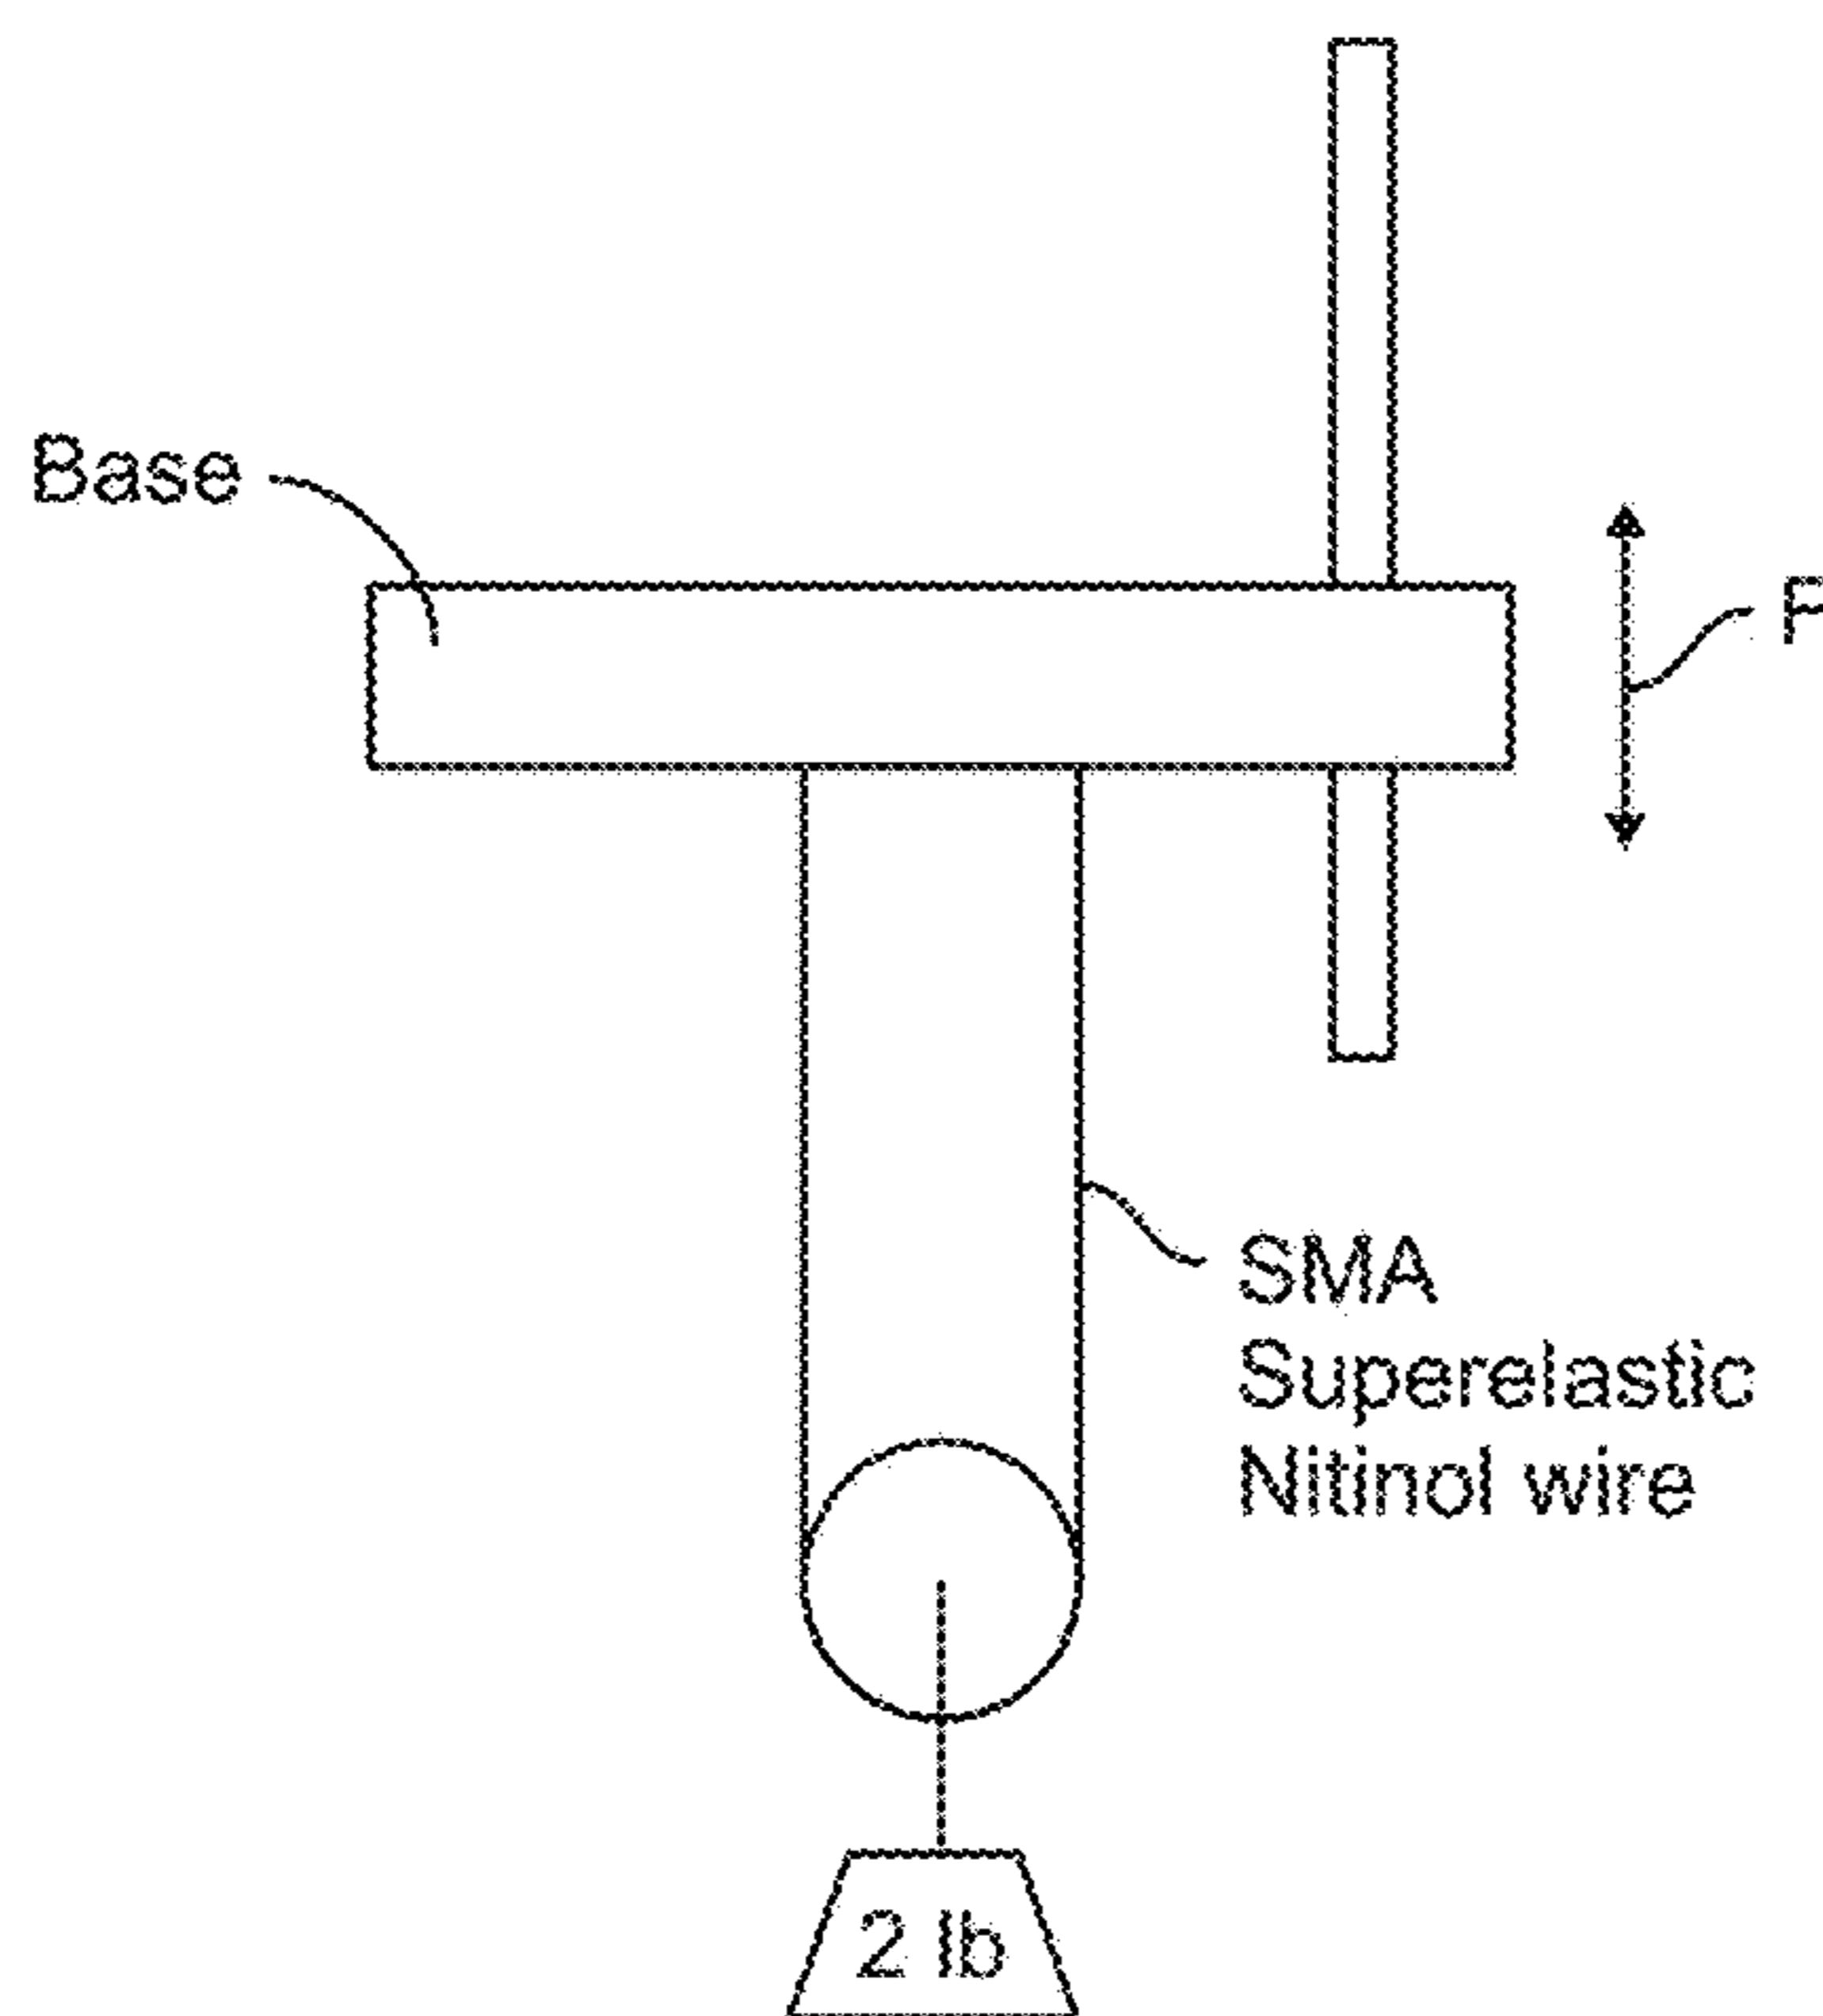 Base
F
SMA
Superelastic
Nitinol wire
2 lb